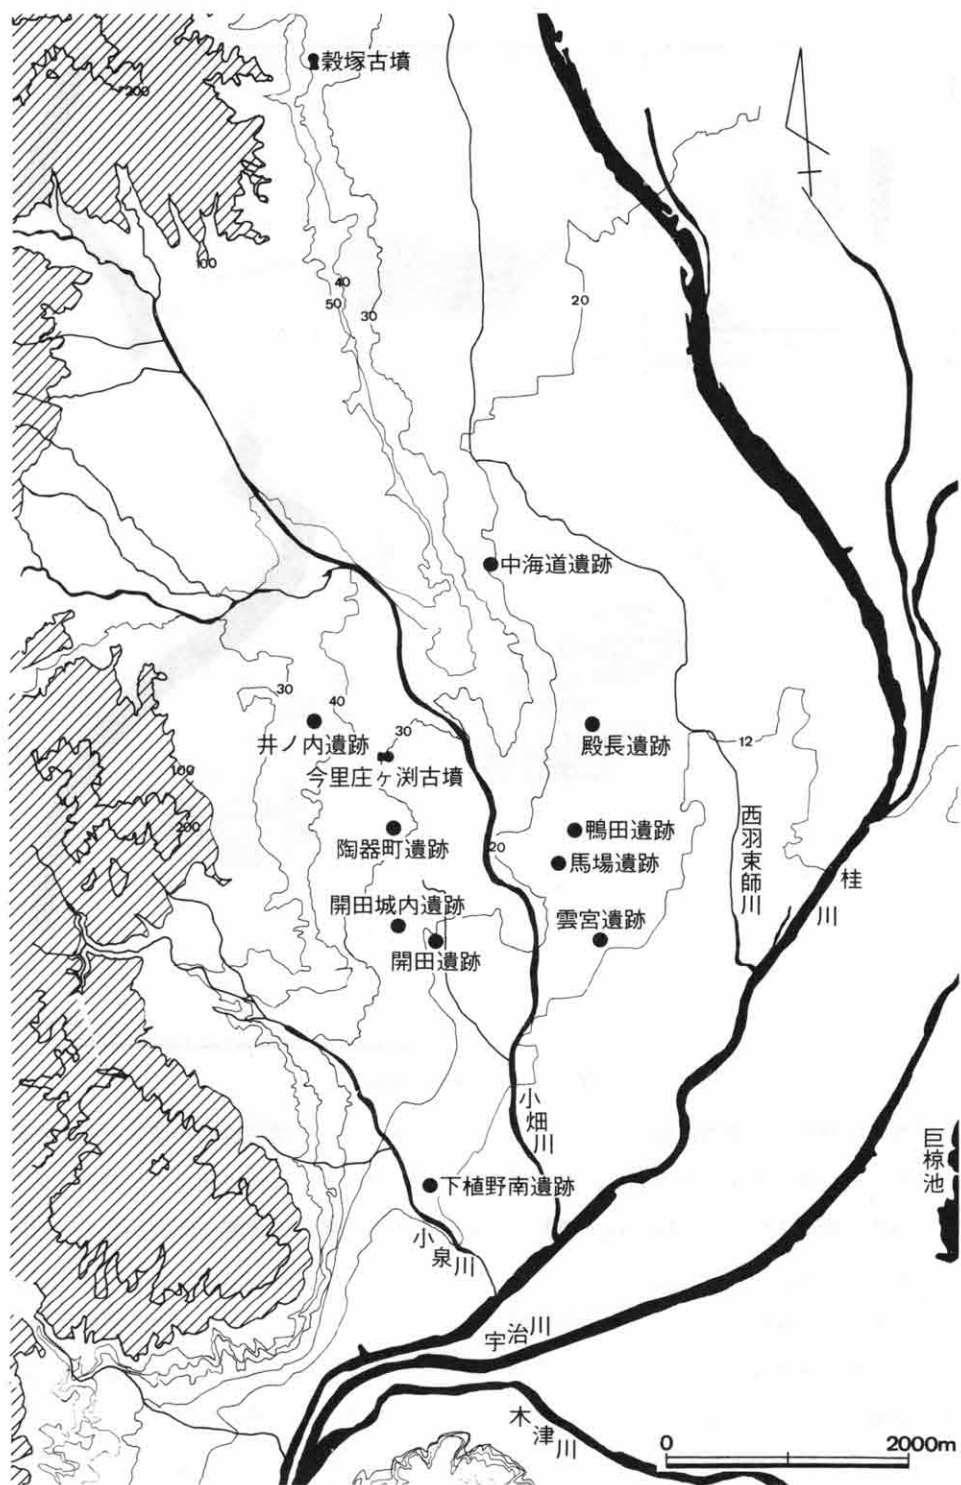 穀塚古墳
200
100
40
50
30
20
中海道遺跡
30
40
30
井ノ内遺跡
今里庄ヶ渕古墳
殿長遺跡
12
100
200
陶器町遺跡
20
鴨田遺跡
馬場遺跡
西羽束師川
桂川
開田城内遺跡
開田遺跡
雲宮遺跡
小畑川
巨椋池
下植野南遺跡
小泉川
宇治川
木津川
0 2000m